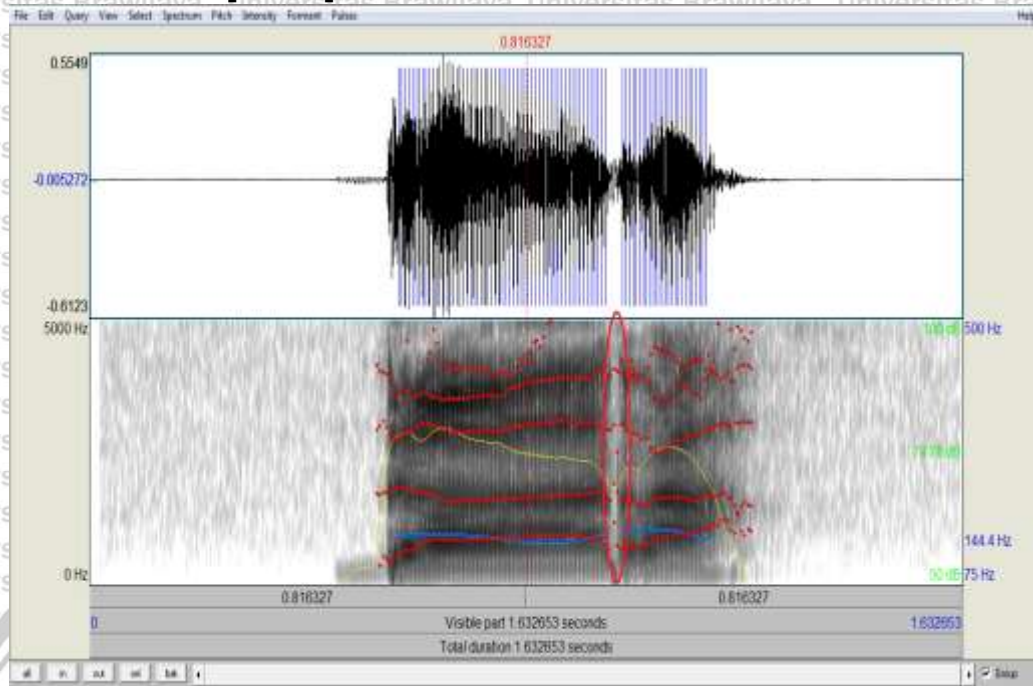 File Edit Query View Select Spectrum Pitch Intensity Formant Pulses Help
0.816327
0.5549
-0.005272
-0.6123
5000 Hz 500 Hz
144.4 Hz
0 Hz 75 Hz
0.816327 0.816327
0 Visible part 1.632653 seconds 1.632653
Total duration 1.632653 seconds
all in out sel bak Group